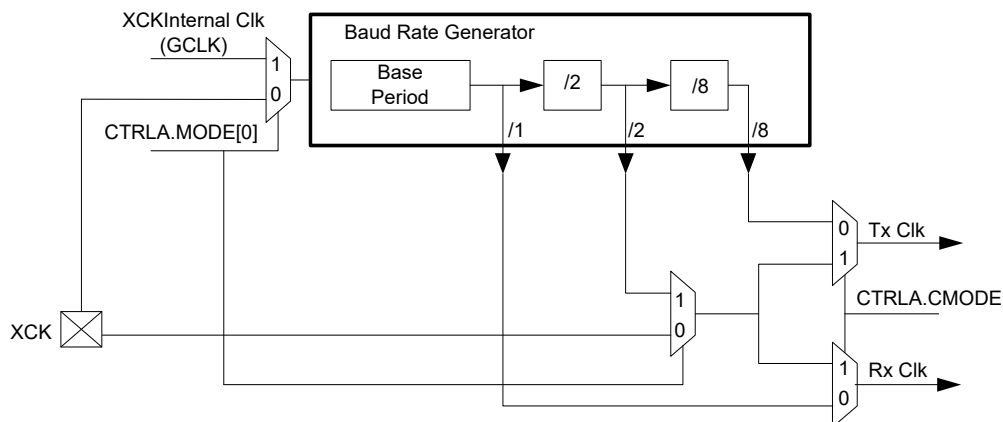 XCKInternal Clk
(GCLK)
Baud Rate Generator
1
0
Base
Period
/2
/8
CTRLA.MODE[0]
/1
/2
/8
0
1
Tx Clk
CTRLA.CMODE
1
0
XCK
1
0
Rx Clk